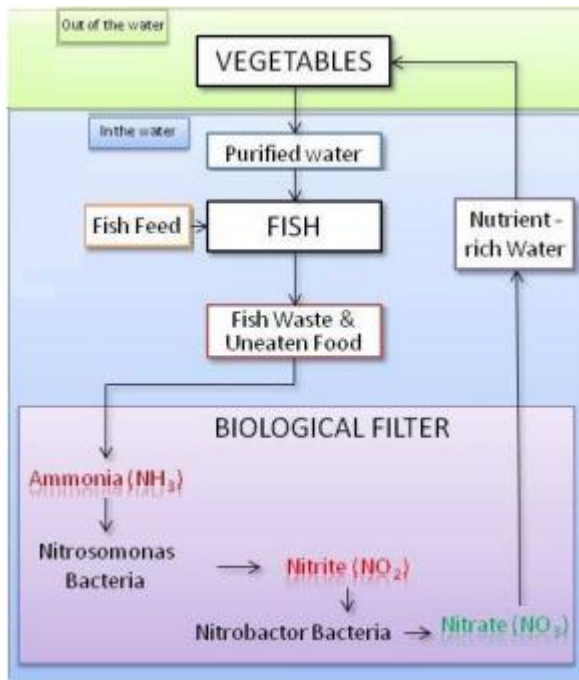 Out of the water
VEGETABLES
In the water
Purified water
Fish Feed
FISH
Nutrient -
rich Water
Fish Waste &
Uneaten Food
BIOLOGICAL FILTER
Ammonia (NH₃)
Nitrosomonas
Bacteria
Nitrite (NO₂)
Nitrobactor Bacteria
Nitrate (NO₃)